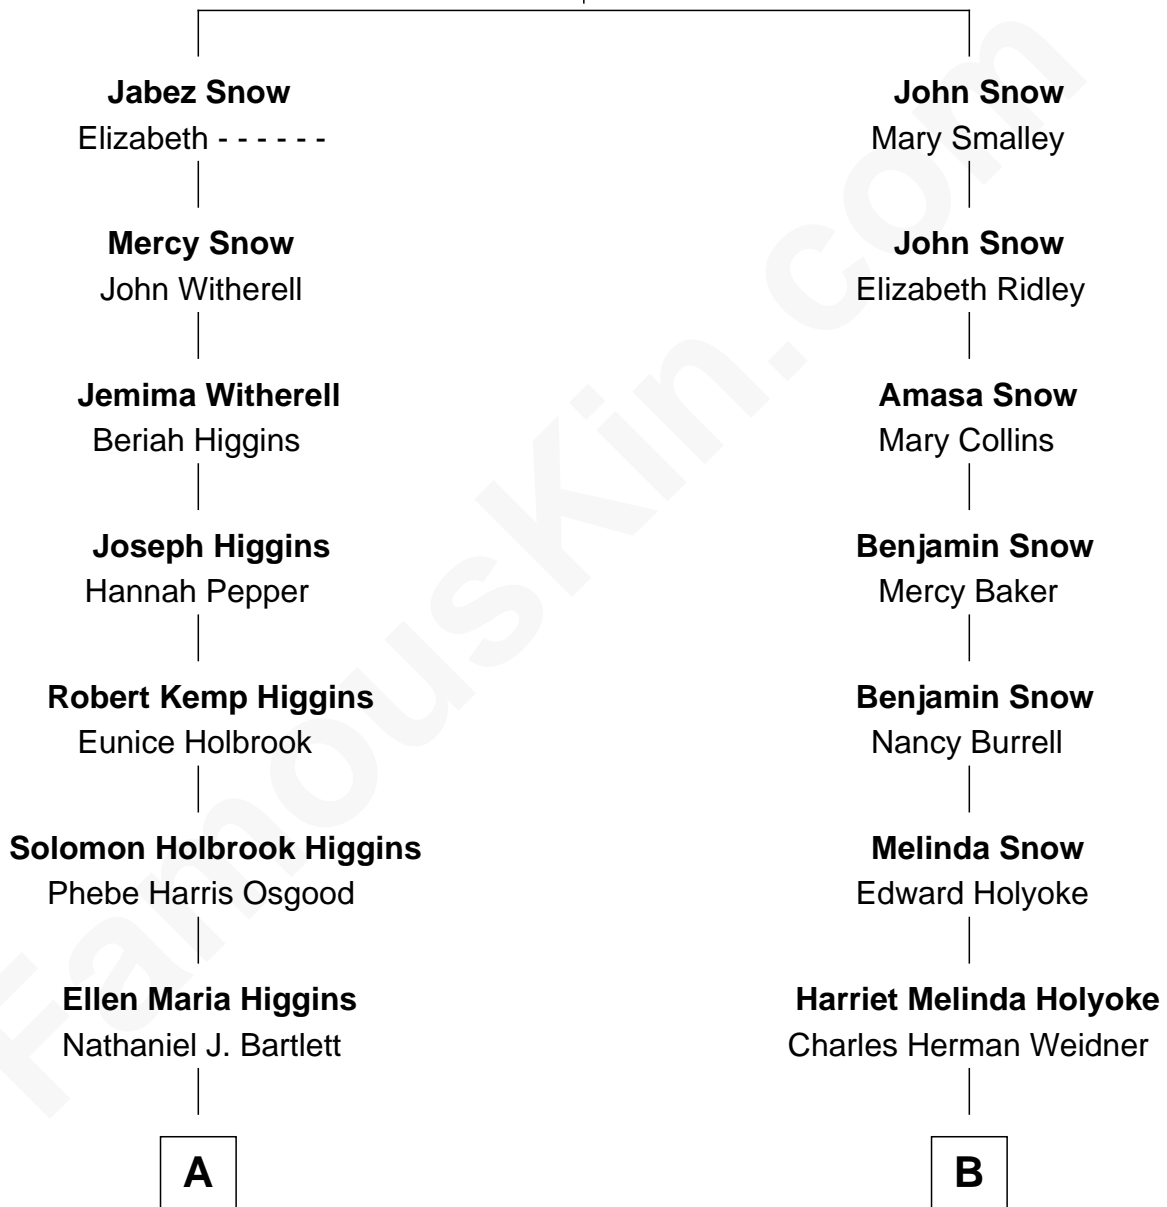 Jabez Snow
Elizabeth - - - - - -
Mercy Snow
John Witherell
Jemima Witherell
Beriah Higgins
Joseph Higgins
Hannah Pepper
Robert Kemp Higgins
Eunice Holbrook
Solomon Holbrook Higgins
Phebe Harris Osgood
Ellen Maria Higgins
Nathaniel J. Bartlett
A
John Snow
Mary Smalley
John Snow
Elizabeth Ridley
Amasa Snow
Mary Collins
Benjamin Snow
Mercy Baker
Benjamin Snow
Nancy Burrell
Melinda Snow
Edward Holyoke
Harriet Melinda Holyoke
Charles Herman Weidner
B
FamousKin.com